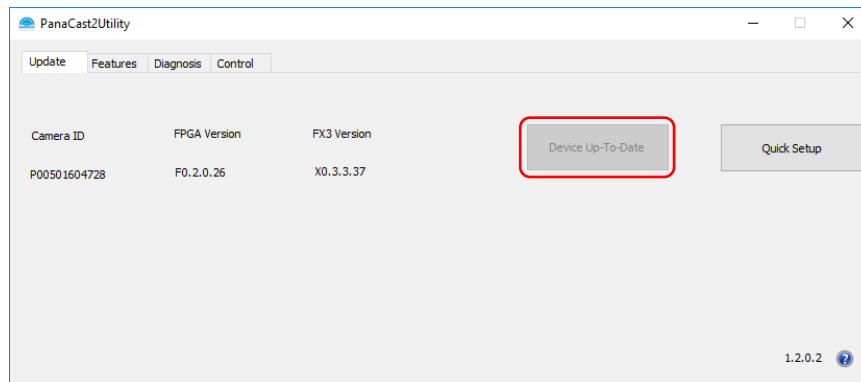 PanaCast2Utility
Update Features Diagnosis Control
Camera ID FPGA Version FX3 Version
Device Up-To-Date Quick Setup
P00501604728 F0.2.0.26 X0.3.3.37
1.2.0.2 ?